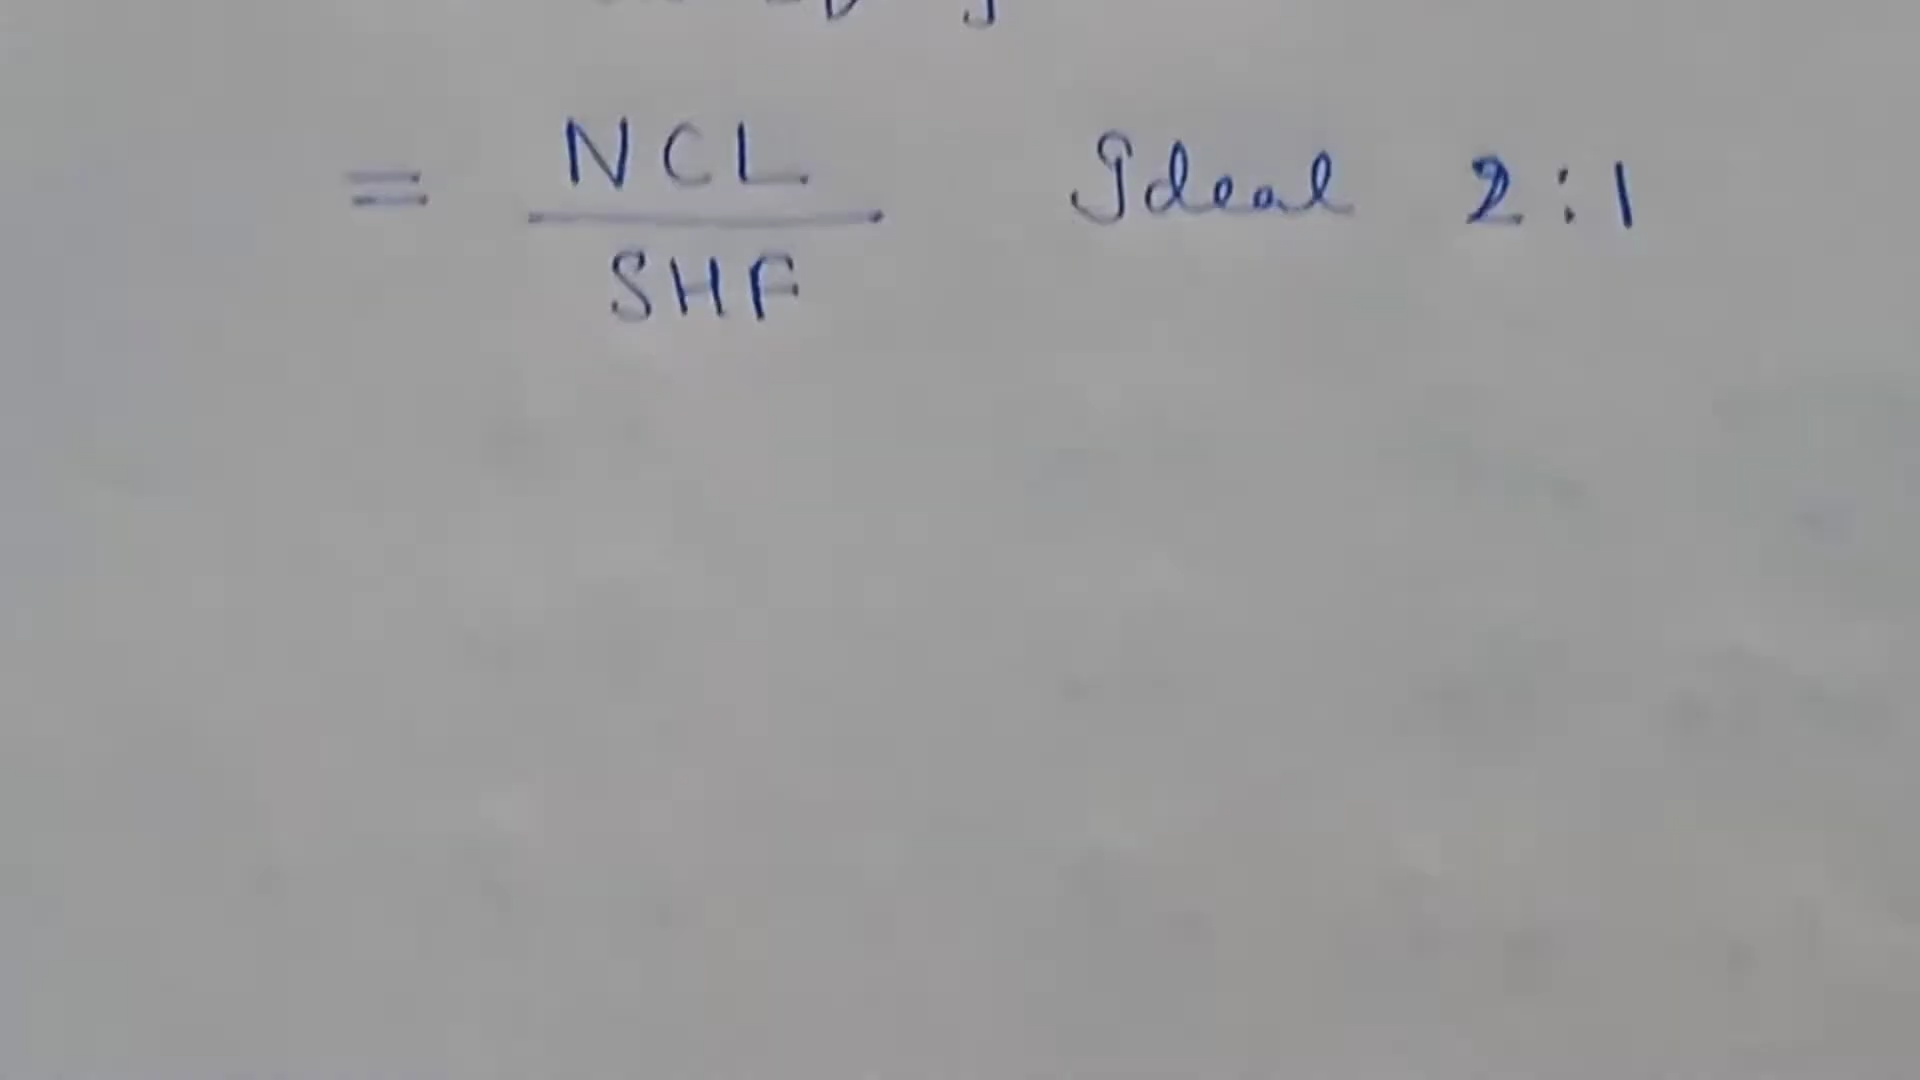 = NCL Ideal 2:1
SHF